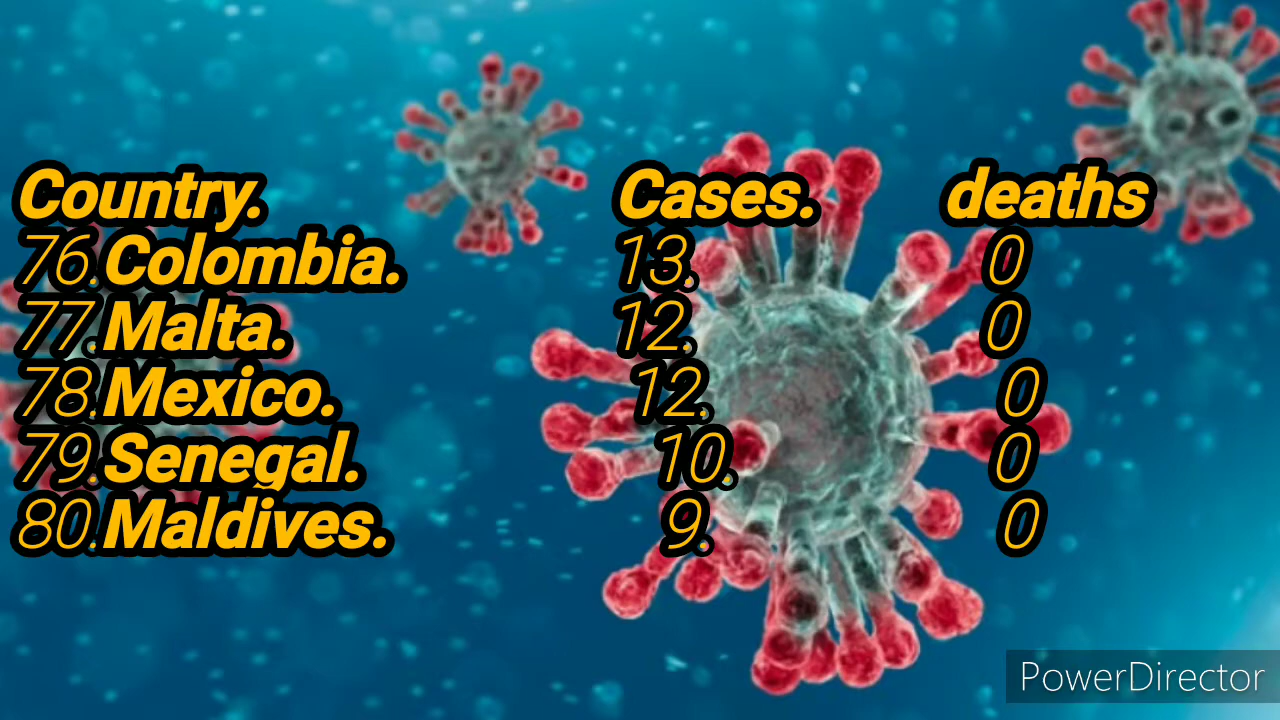 Country. Cases. deaths
76.Colombia. 13. 0
77.Malta. 12. 0
78.Mexico. 12. 0
79.Senegal. 10. 0
80.Maldives. 9. 0
PowerDirector